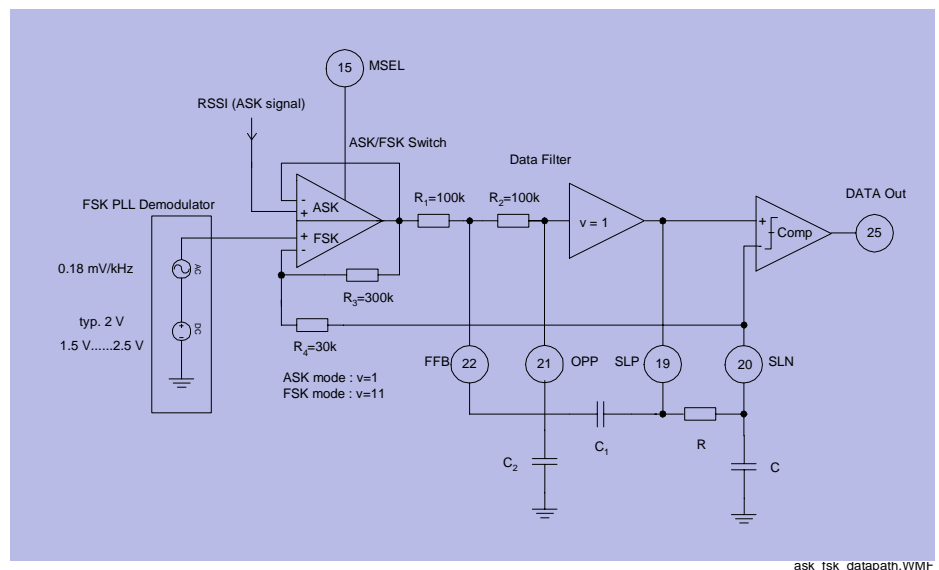 15 MSEL
RSSI (ASK signal)
ASK/FSK Switch
Data Filter
R1=100k
R2=100k
DATA Out
FSK PLL Demodulator
- ASK
+
+ FSK
-
v = 1
+
Comp
-
25
0.18 mV/kHz
AC
R3=300k
typ. 2 V
1.5 V......2.5 V
+
-
DC
R4=30k
ASK mode : v=1
FSK mode : v=11
FFB 22
21 OPP
SLP 19
20 SLN
C1
R
C2
C
ask_fsk_datapath.WMF